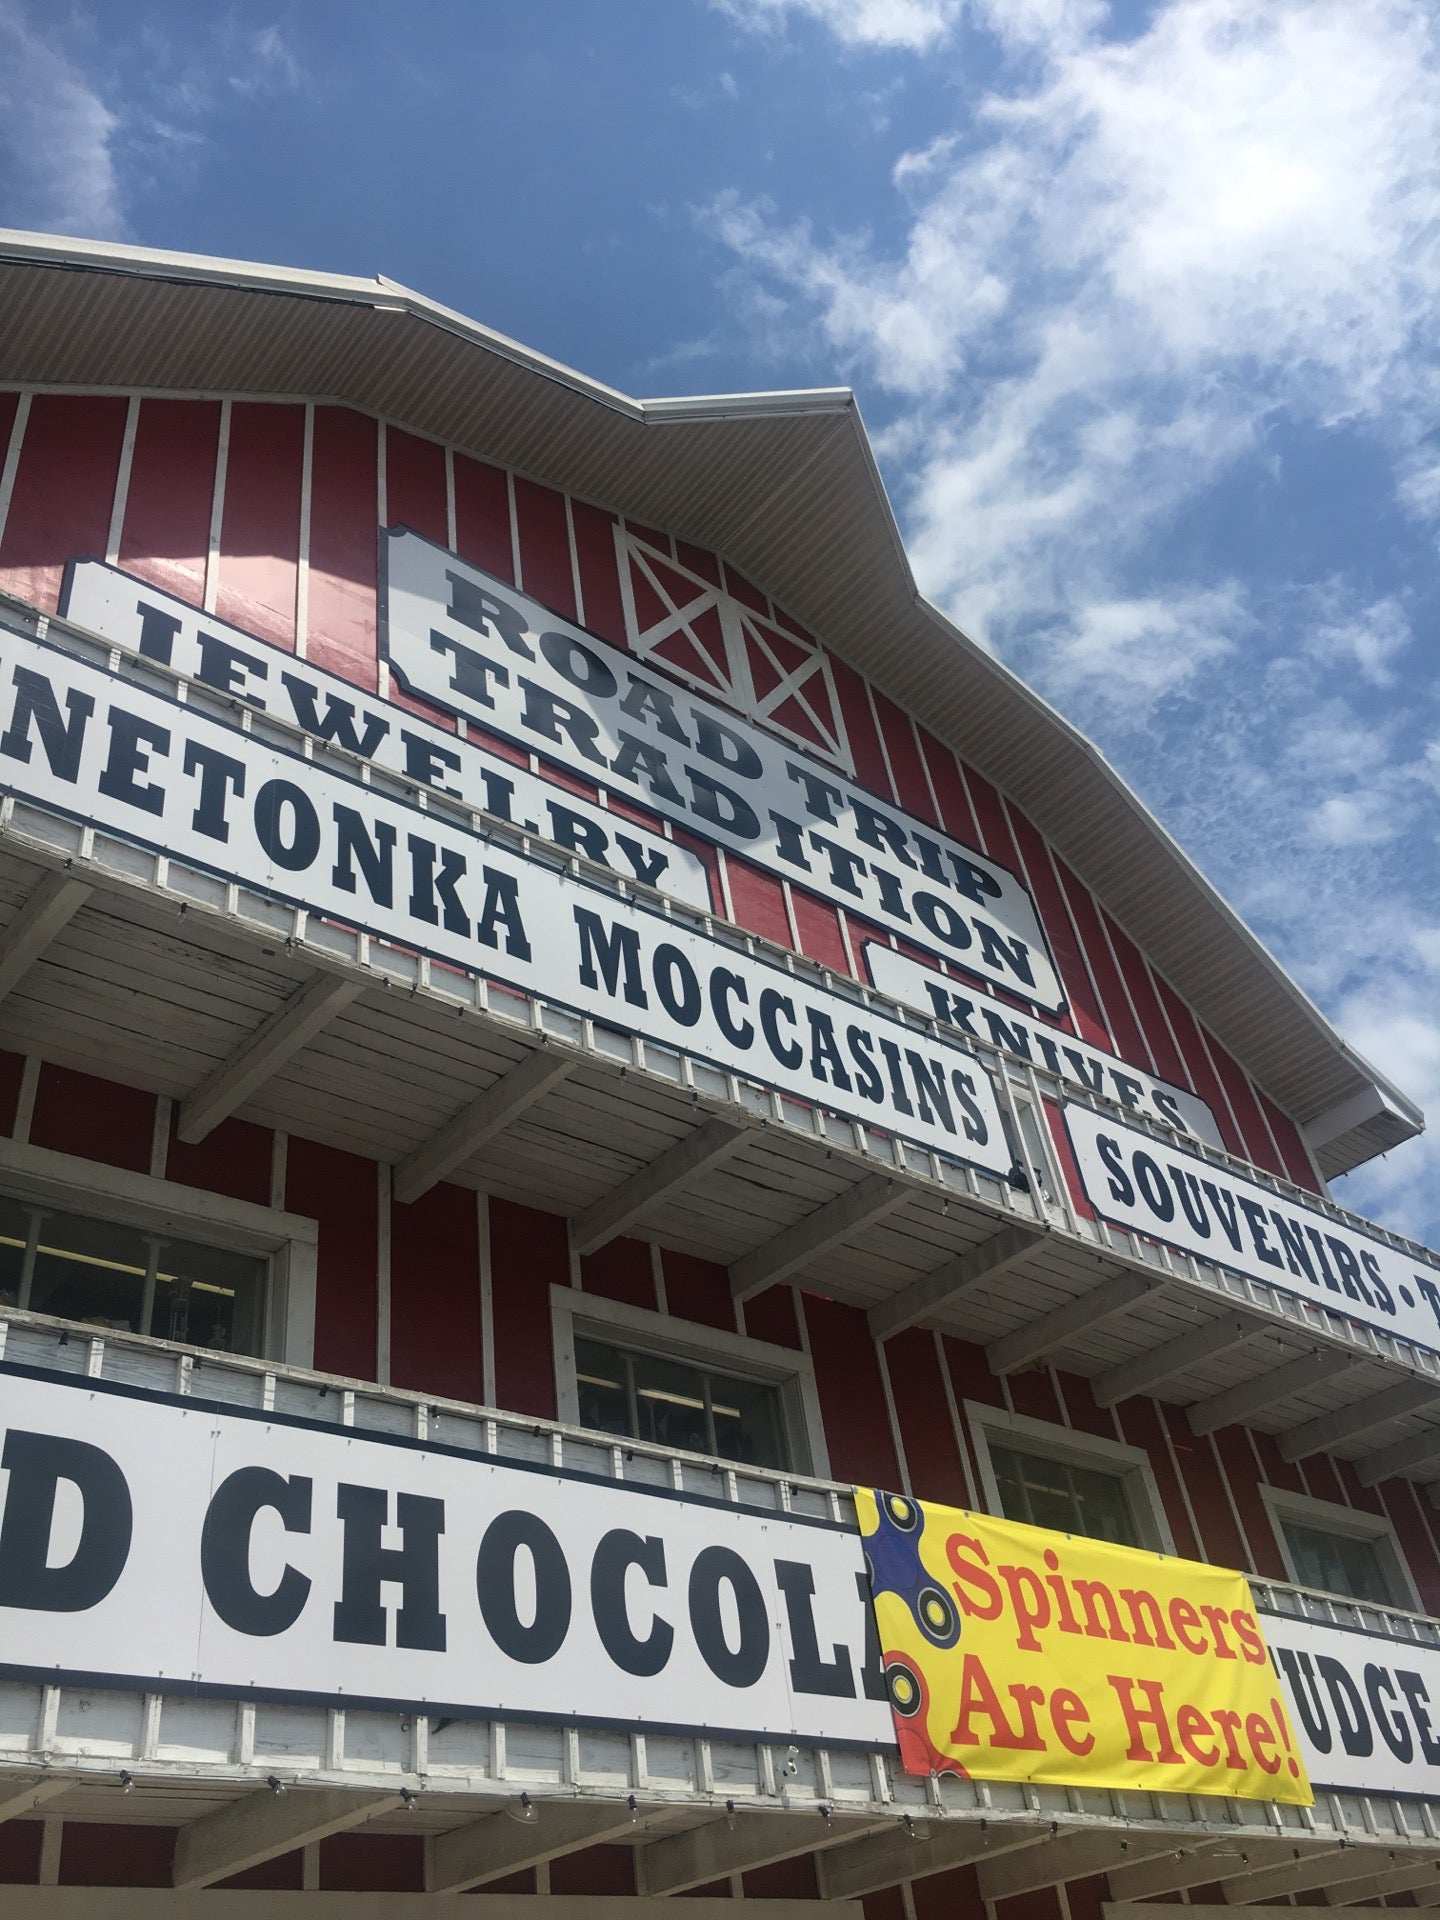 ROAD TRIP
TRADITION
JEWELRY
KNIVES
NETONKA MOCCASINS
SOUVENIRS • T
D CHOCOL
Spinners
Are Here!
UDGE